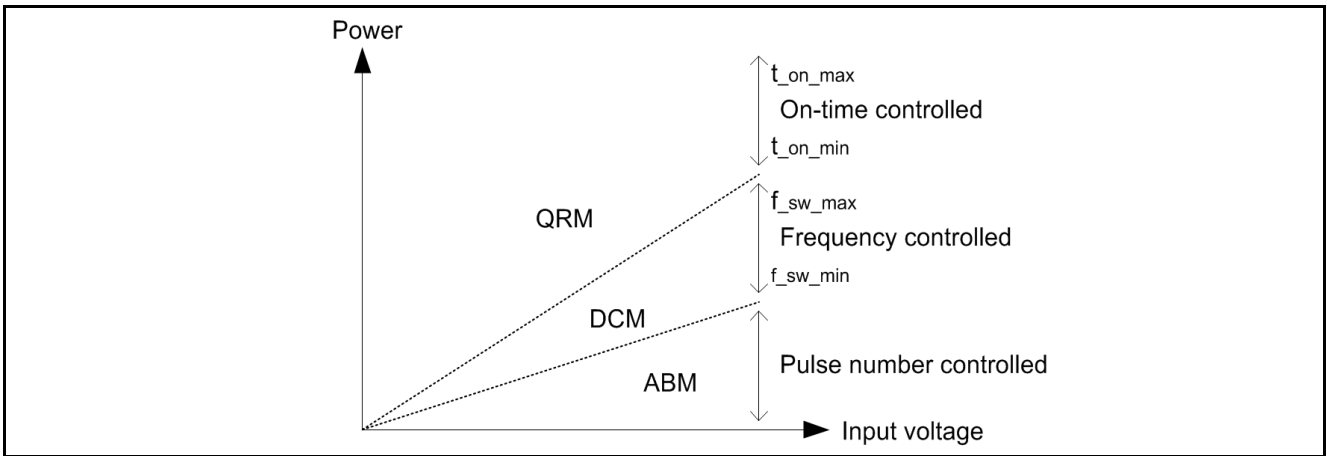 Power
t_on_max
On-time controlled
t_on_min
QRM
f_sw_max
Frequency controlled
f_sw_min
DCM
ABM
Pulse number controlled
Input voltage